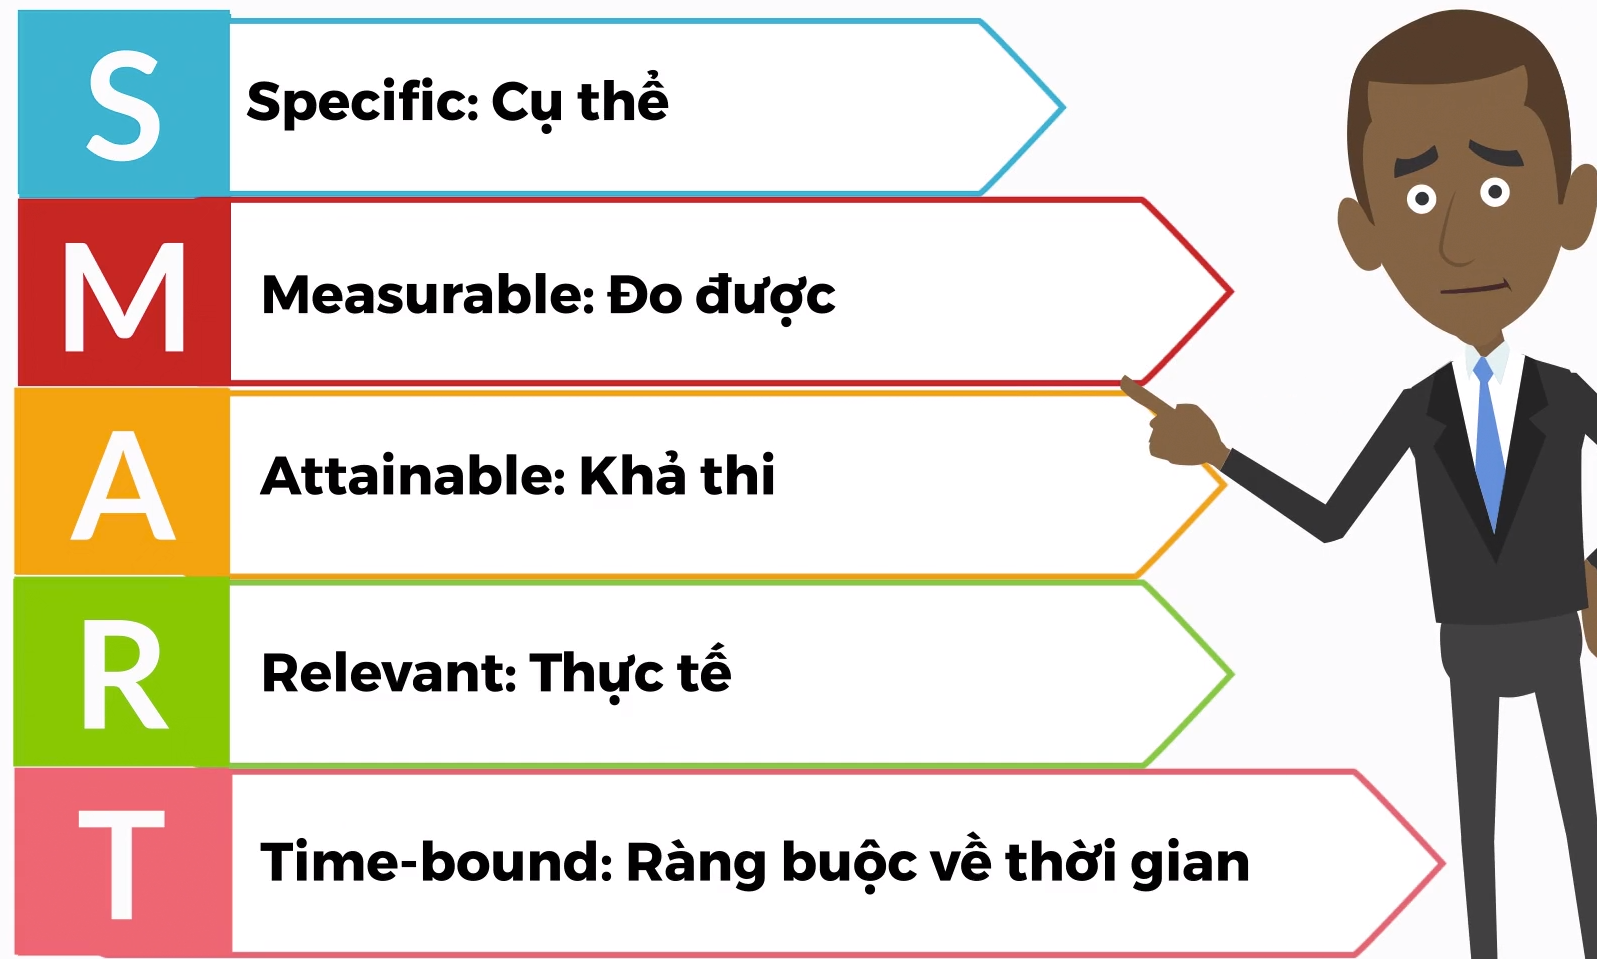 S
Specific: Cụ thể
M
Measurable: Đo được
A
Attainable: Khả thi
R
Relevant: Thực tế
T
Time-bound: Ràng buộc về thời gian